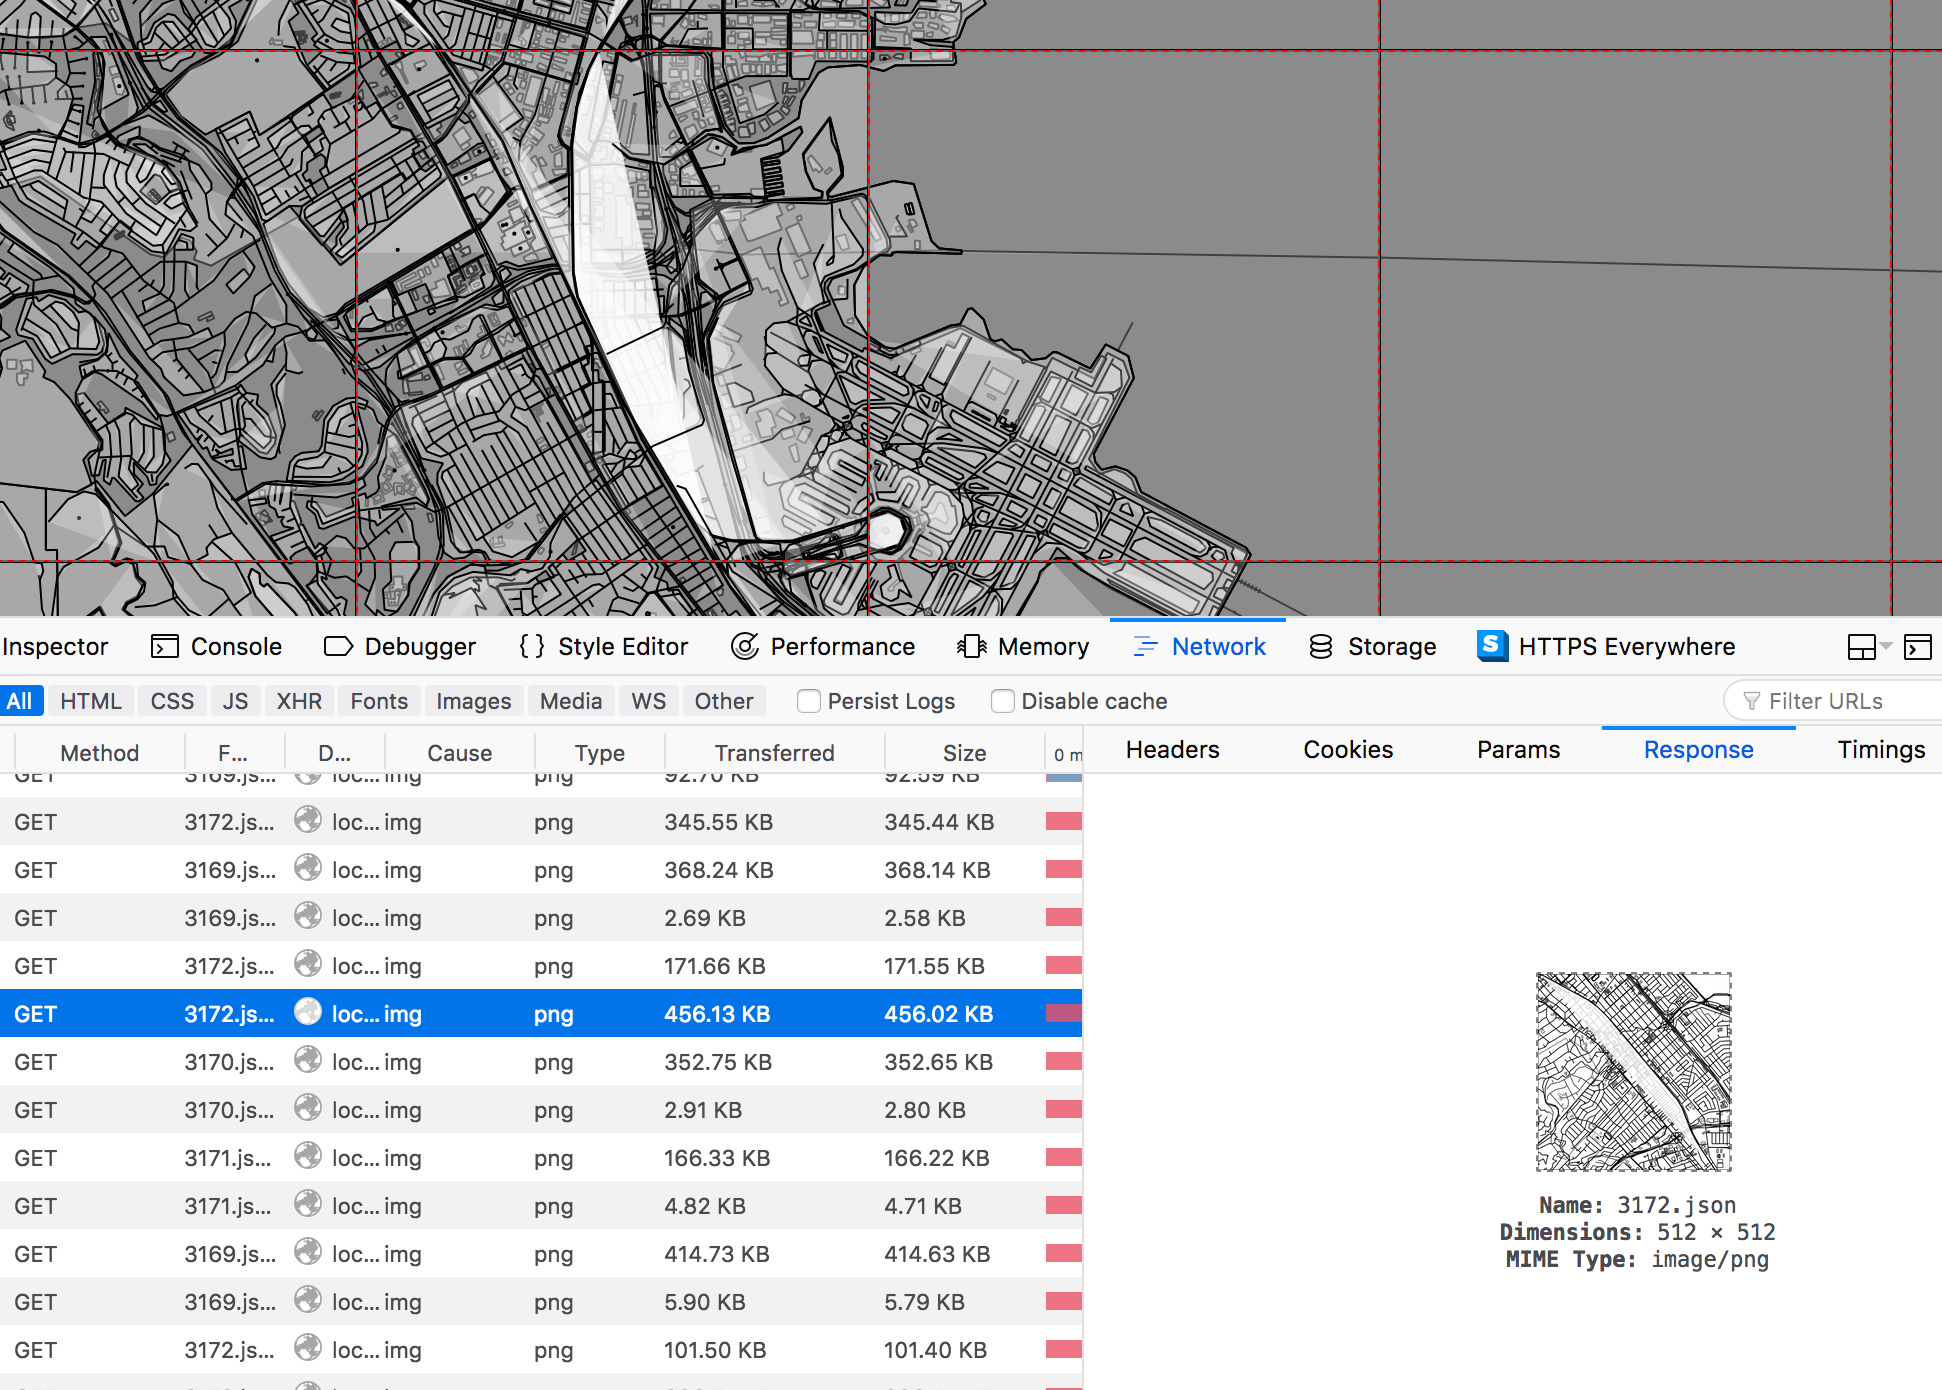 Inspector Console Debugger { } Style Editor Performance Memory Network Storage S HTTPS Everywhere
All HTML CSS JS XHR Fonts Images Media WS Other Persist Logs Disable cache Filter URLs
Method F... D... Cause Type Transferred Size 0 m Headers Cookies Params Response Timings
GET 3169.js... loc... img png 92.70 KB 92.59 KB
GET 3172.js... loc... img png 345.55 KB 345.44 KB
GET 3169.js... loc... img png 368.24 KB 368.14 KB
GET 3169.js... loc... img png 2.69 KB 2.58 KB
GET 3172.js... loc... img png 171.66 KB 171.55 KB
GET 3172.js... loc... img png 456.13 KB 456.02 KB
GET 3170.js... loc... img png 352.75 KB 352.65 KB
GET 3170.js... loc... img png 2.91 KB 2.80 KB
GET 3171.js... loc... img png 166.33 KB 166.22 KB
GET 3171.js... loc... img png 4.82 KB 4.71 KB
GET 3169.js... loc... img png 414.73 KB 414.63 KB
GET 3169.js... loc... img png 5.90 KB 5.79 KB
GET 3172.js... loc... img png 101.50 KB 101.40 KB
Name: 3172.json
Dimensions: 512 × 512
MIME Type: image/png